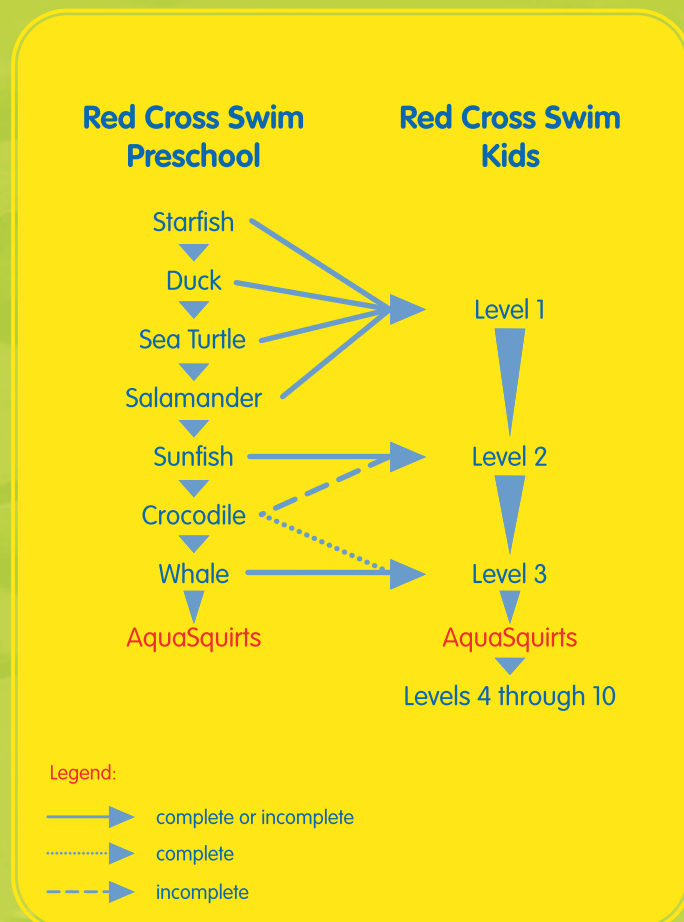 Red Cross Swim
Preschool
Starfish
Duck
Sea Turtle
Salamander
Sunfish
Crocodile
Whale
AquaSquirts
Red Cross Swim
Kids
Level 1
Level 2
Level 3
AquaSquirts
Levels 4 through 10
Legend:
complete or incomplete
complete
incomplete